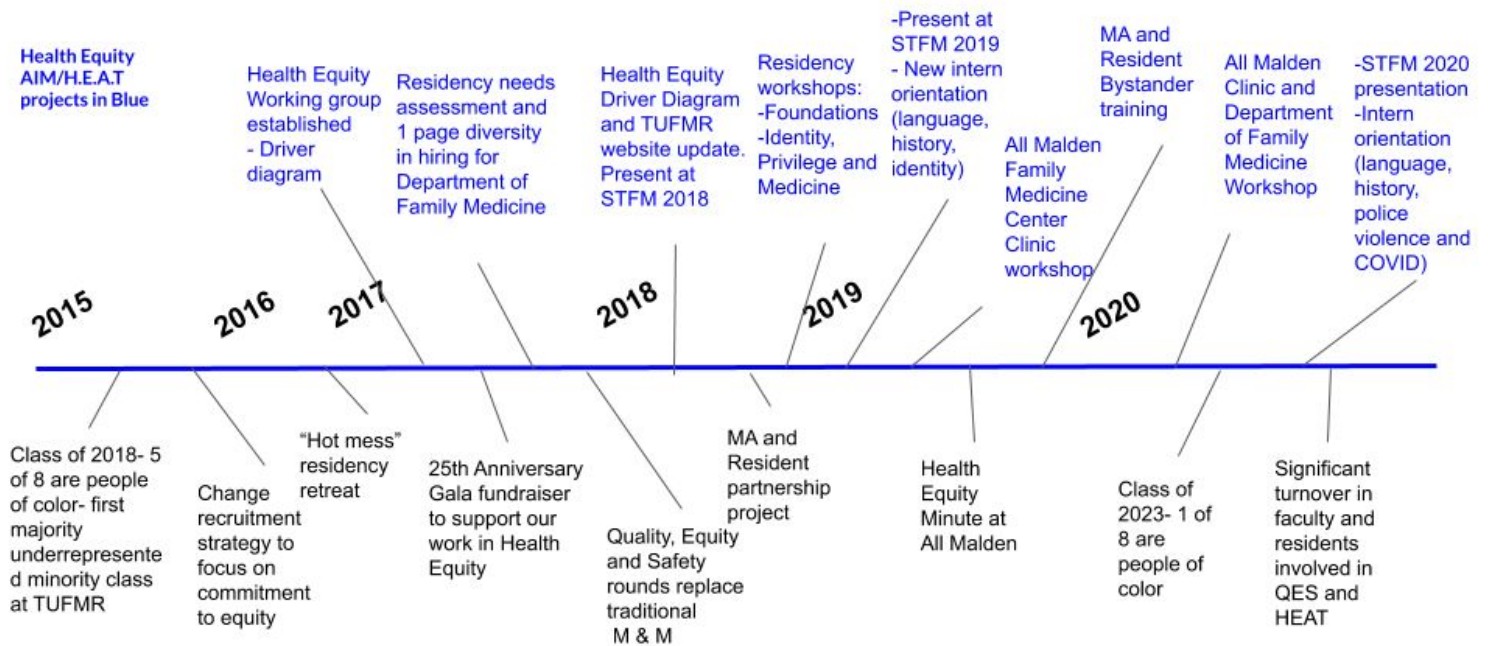 Health Equity
AIM/H.E.A.T
projects in Blue
Health Equity
Working group
established
- Driver
diagram
Residency needs
assessment and
1 page diversity
in hiring for
Department of
Family Medicine
Health Equity
Driver Diagram
and TUFMR
website update.
Present at
STFM 2018
Residency
workshops:
-Foundations
-Identity,
Privilege and
Medicine
-Present at
STFM 2019
- New intern
orientation
(language,
history,
identity)
All Malden
Family
Medicine
Center
Clinic
workshop
MA and
Resident
Bystander
training
All Malden
Clinic and
Department
of Family
Medicine
Workshop
-STFM 2020
presentation
-Intern
orientation
(language,
history,
police
violence and
COVID)
2015
2016
2017
2018
2019
2020
Class of 2018- 5
of 8 are people
of color- first
majority
underrepresente
d minority class
at TUFMR
Change
recruitment
strategy to
focus on
commitment
to equity
“Hot mess”
residency
retreat
25th Anniversary
Gala fundraiser
to support our
work in Health
Equity
Quality, Equity
and Safety
rounds replace
traditional
M & M
MA and
Resident
partnership
project
Health
Equity
Minute at
All Malden
Class of
2023- 1 of
8 are
people of
color
Significant
turnover in
faculty and
residents
involved in
QES and
HEAT